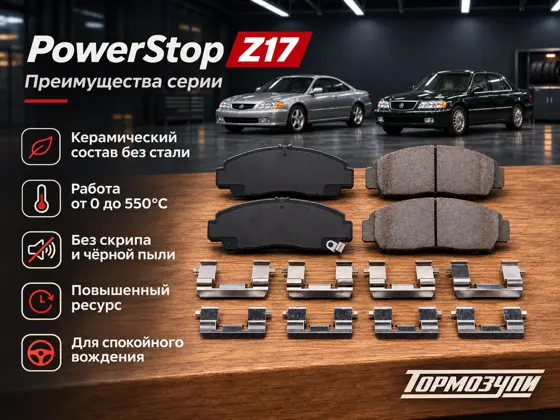 PowerStop Z17
Преимущества серии
Керамический
состав без стали
Работа
от 0 до 550°C
Без скрипа
и чёрной пыли
Повышенный
ресурс
Для спокойного
вождения
ТОРМОЗУПИ